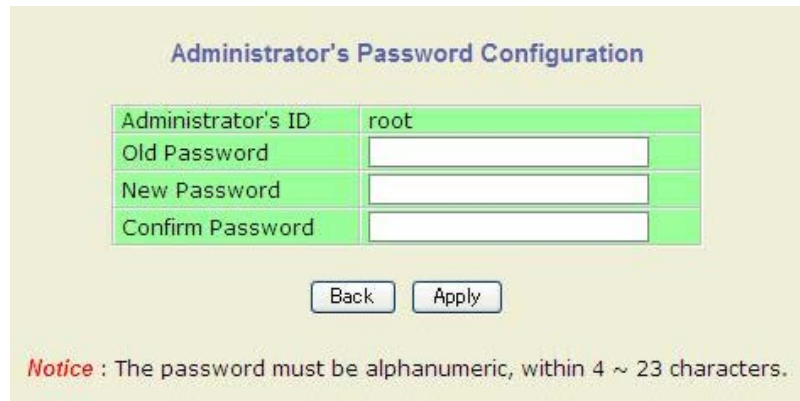 Administrator's Password Configuration
Administrator's ID root
Old Password
New Password
Confirm Password
Back Apply
Notice : The password must be alphanumeric, within 4 ~ 23 characters.